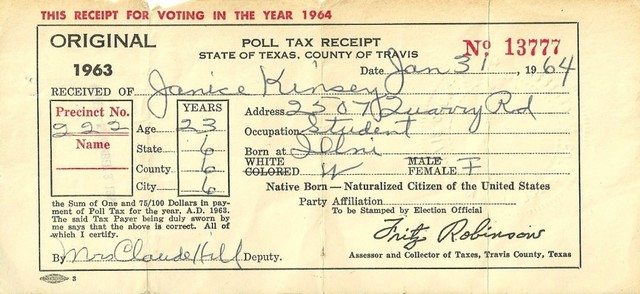 THIS RECEIPT FOR VOTING IN THE YEAR 1964
ORIGINAL
1963
POLL TAX RECEIPT
STATE OF TEXAS, COUNTY OF TRAVIS
No 13777
Date Jan 31, 1964
RECEIVED OF Janice Kinsey
Precinct No.
222
Name
YEARS
Age 23
State 6
County 6
City 6
Address 2507 Quarry Rd
Occupation Student
Born at Illni
WHITE
COLORED W
MALE
FEMALE F
Native Born — Naturalized Citizen of the United States
Party Affiliation
To be Stamped by Election Official
the Sum of One and 75/100 Dollars in pay-
ment of Poll Tax for the year, A.D. 1963.
The said Tax Payer being duly sworn by
me says that the above is correct. All of
which I certify.
By Mrs Claude Hill Deputy.
Fritz Robinson
Assessor and Collector of Taxes, Travis County, Texas
3